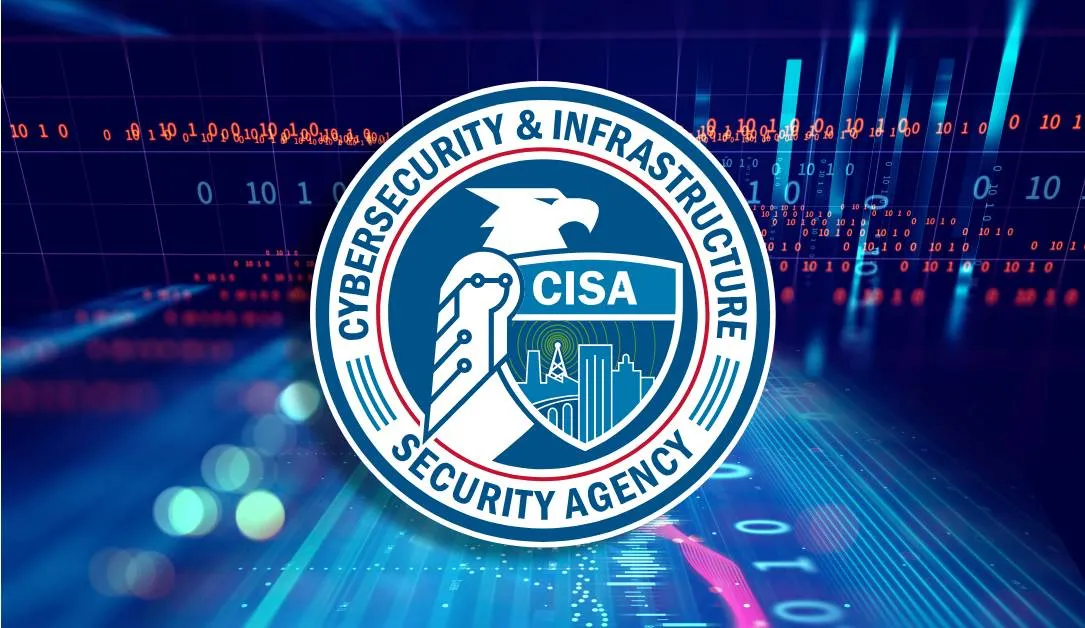 CYBERSECURITY & INFRASTRUCTURE
CISA
SECURITY AGENCY